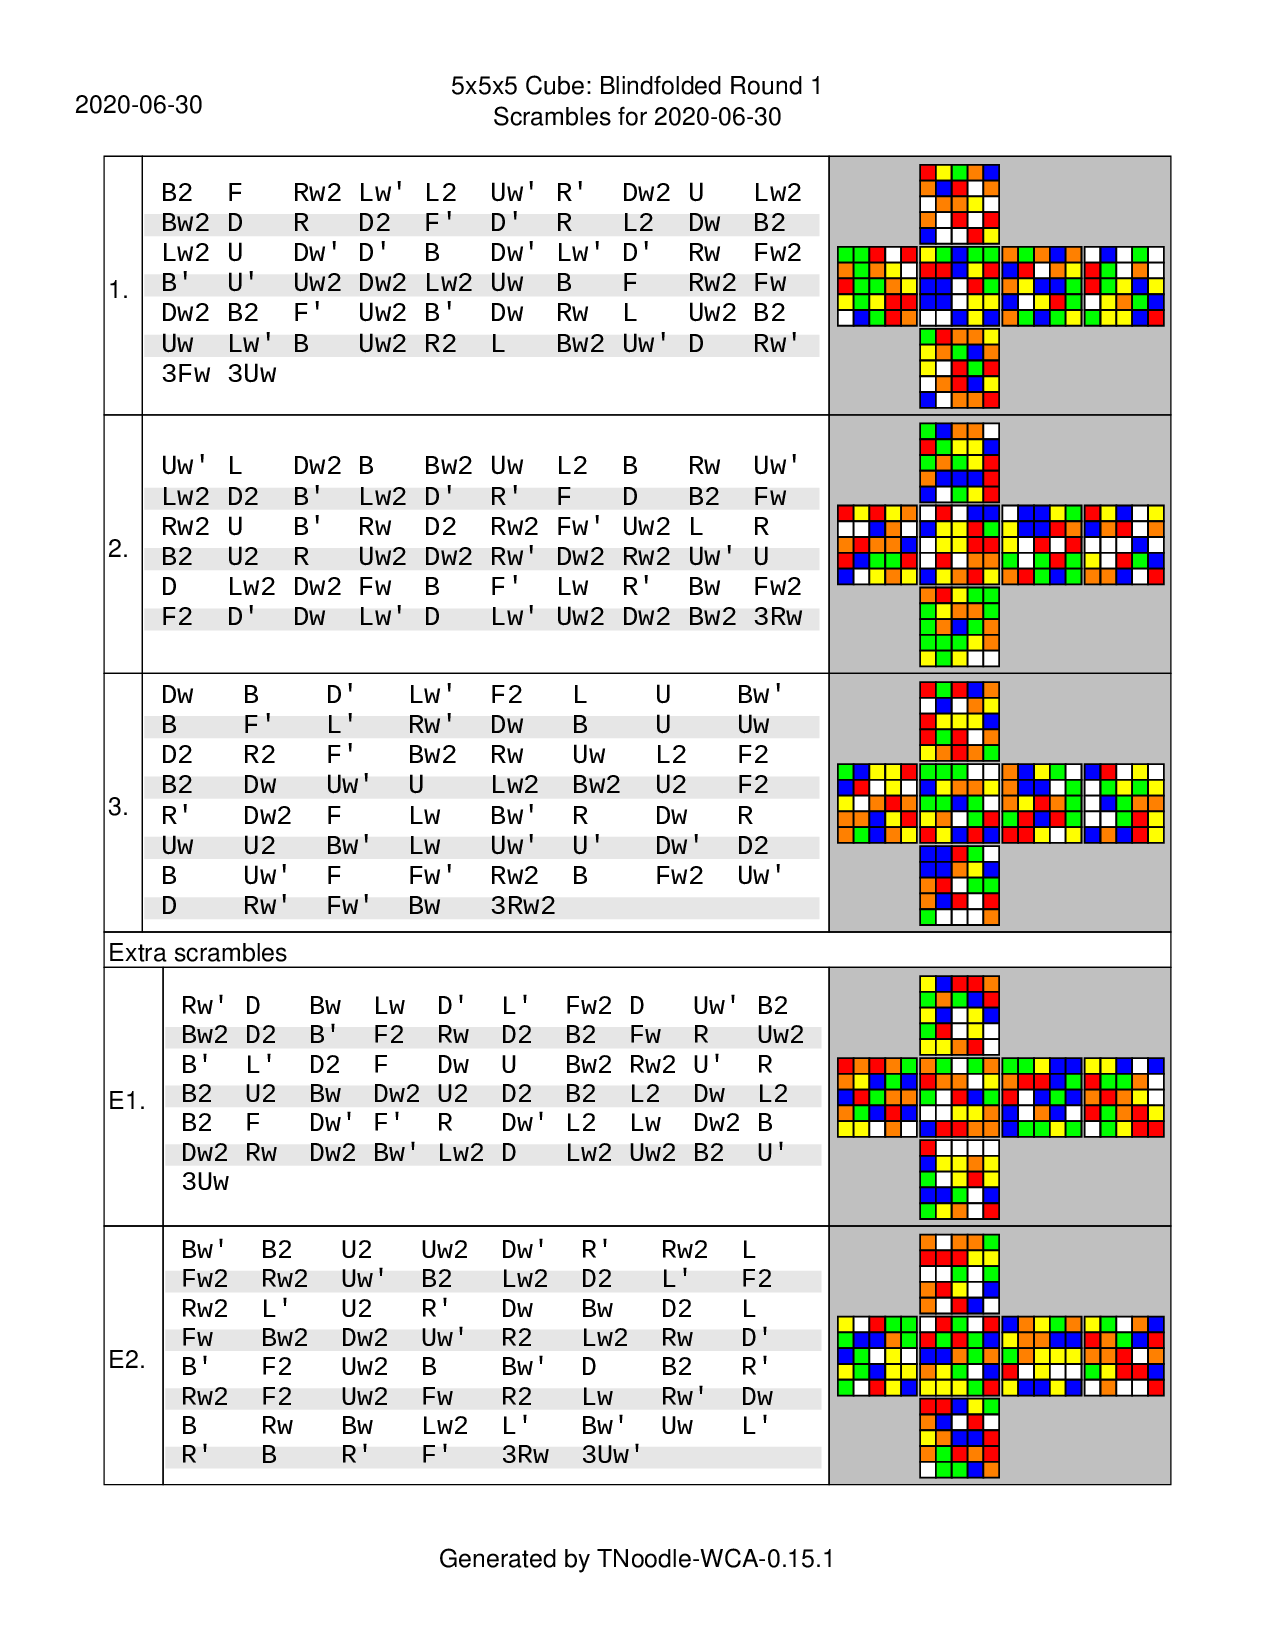 5x5x5 Cube: Blindfolded Round 1
2020-06-30
Scrambles for 2020-06-30
B2 F Rw2 Lw' L2 Uw' R' Dw2 U Lw2
Bw2 D R D2 F' D' R L2 Dw B2
Lw2 U Dw' D' B Dw' Lw' D' Rw Fw2
1.
B' U' Uw2 Dw2 Lw2 Uw B F Rw2 Fw
Dw2 B2 F' Uw2 B' Dw Rw L Uw2 B2
Uw Lw' B Uw2 R2 L Bw2 Uw' D Rw'
3Fw 3Uw
Uw' L Dw2 B Bw2 Uw L2 B Rw Uw'
Lw2 D2 B' Lw2 D' R' F D B2 Fw
Rw2 U B' Rw D2 Rw2 Fw' Uw2 L R
2.
B2 U2 R Uw2 Dw2 Rw' Dw2 Rw2 Uw' U
D Lw2 Dw2 Fw B F' Lw R' Bw Fw2
F2 D' Dw Lw' D Lw' Uw2 Dw2 Bw2 3Rw
Dw B D' Lw' F2 L U Bw'
B F' L' Rw' Dw B U Uw
D2 R2 F' Bw2 Rw Uw L2 F2
B2 Dw Uw' U Lw2 Bw2 U2 F2
3.
R' Dw2 F Lw Bw' R Dw R
Uw U2 Bw' Lw Uw' U' Dw' D2
B Uw' F Fw' Rw2 B Fw2 Uw'
D Rw' Fw' Bw 3Rw2
Extra scrambles
Rw' D Bw Lw D' L' Fw2 D Uw' B2
Bw2 D2 B' F2 Rw D2 B2 Fw R Uw2
B' L' D2 F Dw U Bw2 Rw2 U' R
B2 U2 Bw Dw2 U2 D2 B2 L2 Dw L2
E1.
B2 F Dw' F' R Dw' L2 Lw Dw2 B
Dw2 Rw Dw2 Bw' Lw2 D Lw2 Uw2 B2 U'
3Uw
Bw' B2 U2 Uw2 Dw' R' Rw2 L
Fw2 Rw2 Uw' B2 Lw2 D2 L' F2
Rw2 L' U2 R' Dw Bw D2 L
Fw Bw2 Dw2 Uw' R2 Lw2 Rw D'
E2.
B' F2 Uw2 B Bw' D B2 R'
Rw2 F2 Uw2 Fw R2 Lw Rw' Dw
B Rw Bw Lw2 L' Bw' Uw L'
R' B R' F' 3Rw 3Uw'
Generated by TNoodle-WCA-0.15.1